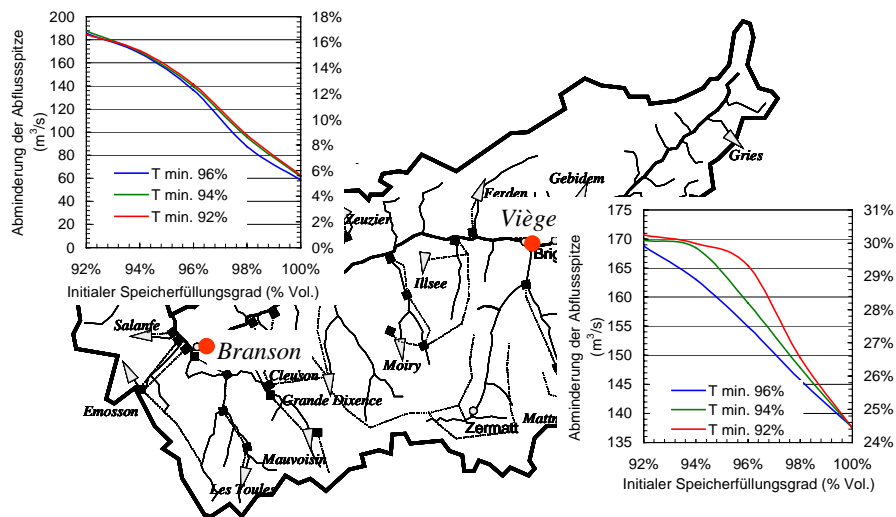 Abminderung der Abflussspitze
(m³/s)
200
180
160
140
120
100
80
60
40
20
0
18%
16%
14%
12%
10%
8%
6%
4%
2%
0%
T min. 96%
T min. 94%
T min. 92%
92%
94%
96%
98%
100%
Initialer Speicherfüllungsgrad (% Vol.)
Gries
Gebidem
Ferden
Zeuzier
Viège
Brig
Illsee
Salanfe
Branson
Moiry
Cleuson
Grande Dixence
Emosson
Zermatt
Mattm
Mauvoisin
Les Toules
Abminderung der Abflussspitze
(m³/s)
175
170
165
160
155
150
145
140
135
31%
30%
29%
28%
27%
26%
25%
24%
T min. 96%
T min. 94%
T min. 92%
92%
94%
96%
98%
100%
Initialer Speicherfüllungsgrad (% Vol.)